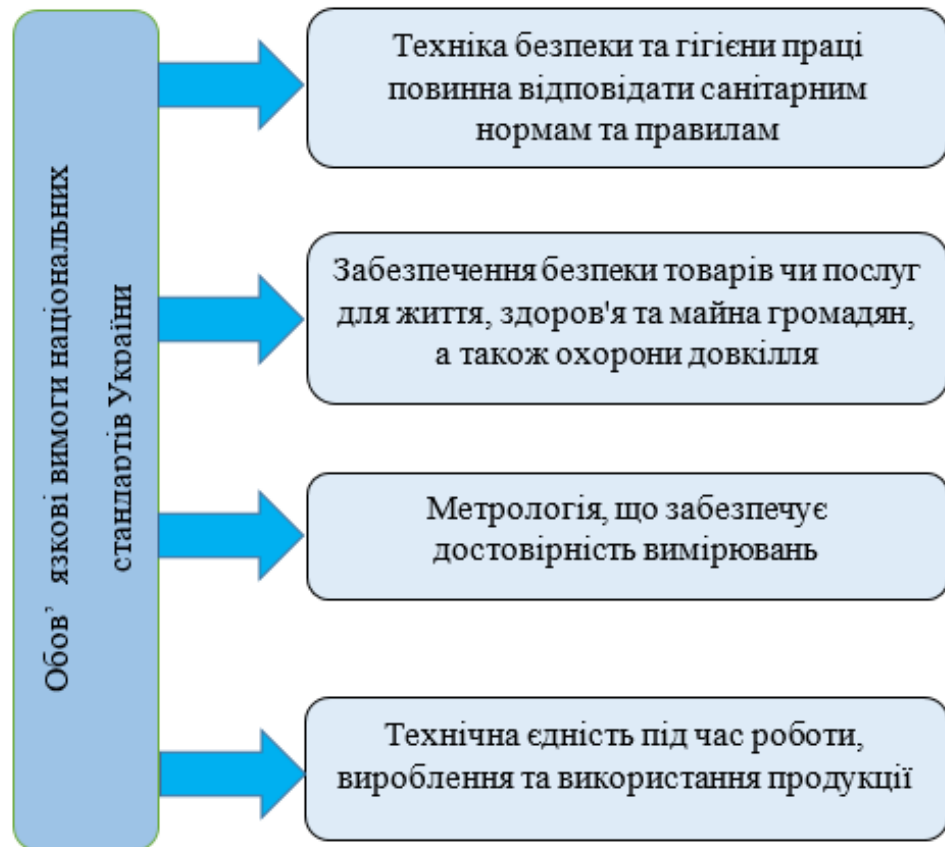 Обов’ язкові вимоги національних
стандартів України
Техніка безпеки та гігієни праці
повинна відповідати санітарним
нормам та правилам
Забезпечення безпеки товарів чи послуг
для життя, здоров'я та майна громадян,
а також охорони довкілля
Метрологія, що забезпечує
достовірність вимірювань
Технічна єдність під час роботи,
вироблення та використання продукції